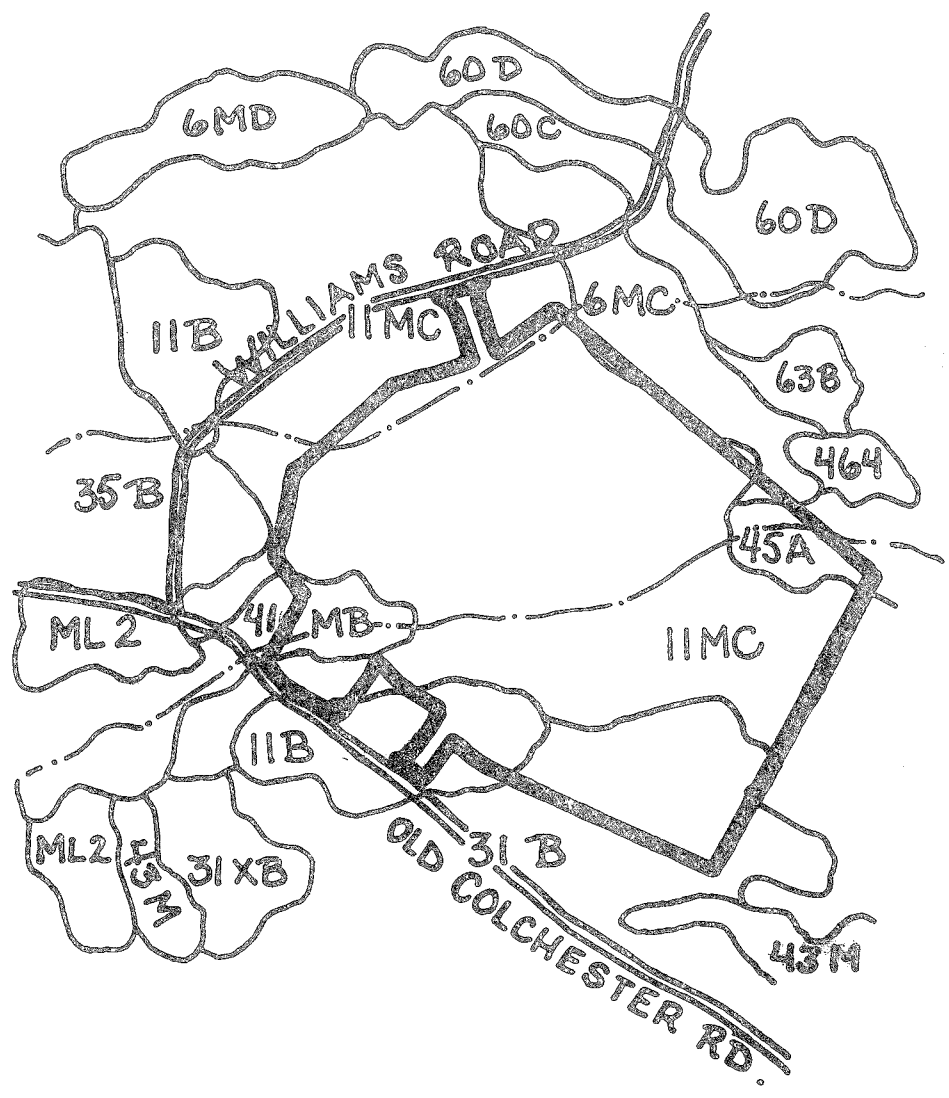 60D
6MD
60C
60D
WILLIAMS ROAD
11MC
6MC
11B
63B
464
35B
45A
41 MB
ML2
11MC
11B
ML2
31XB
31 B
OLD COLCHESTER RD.
43M